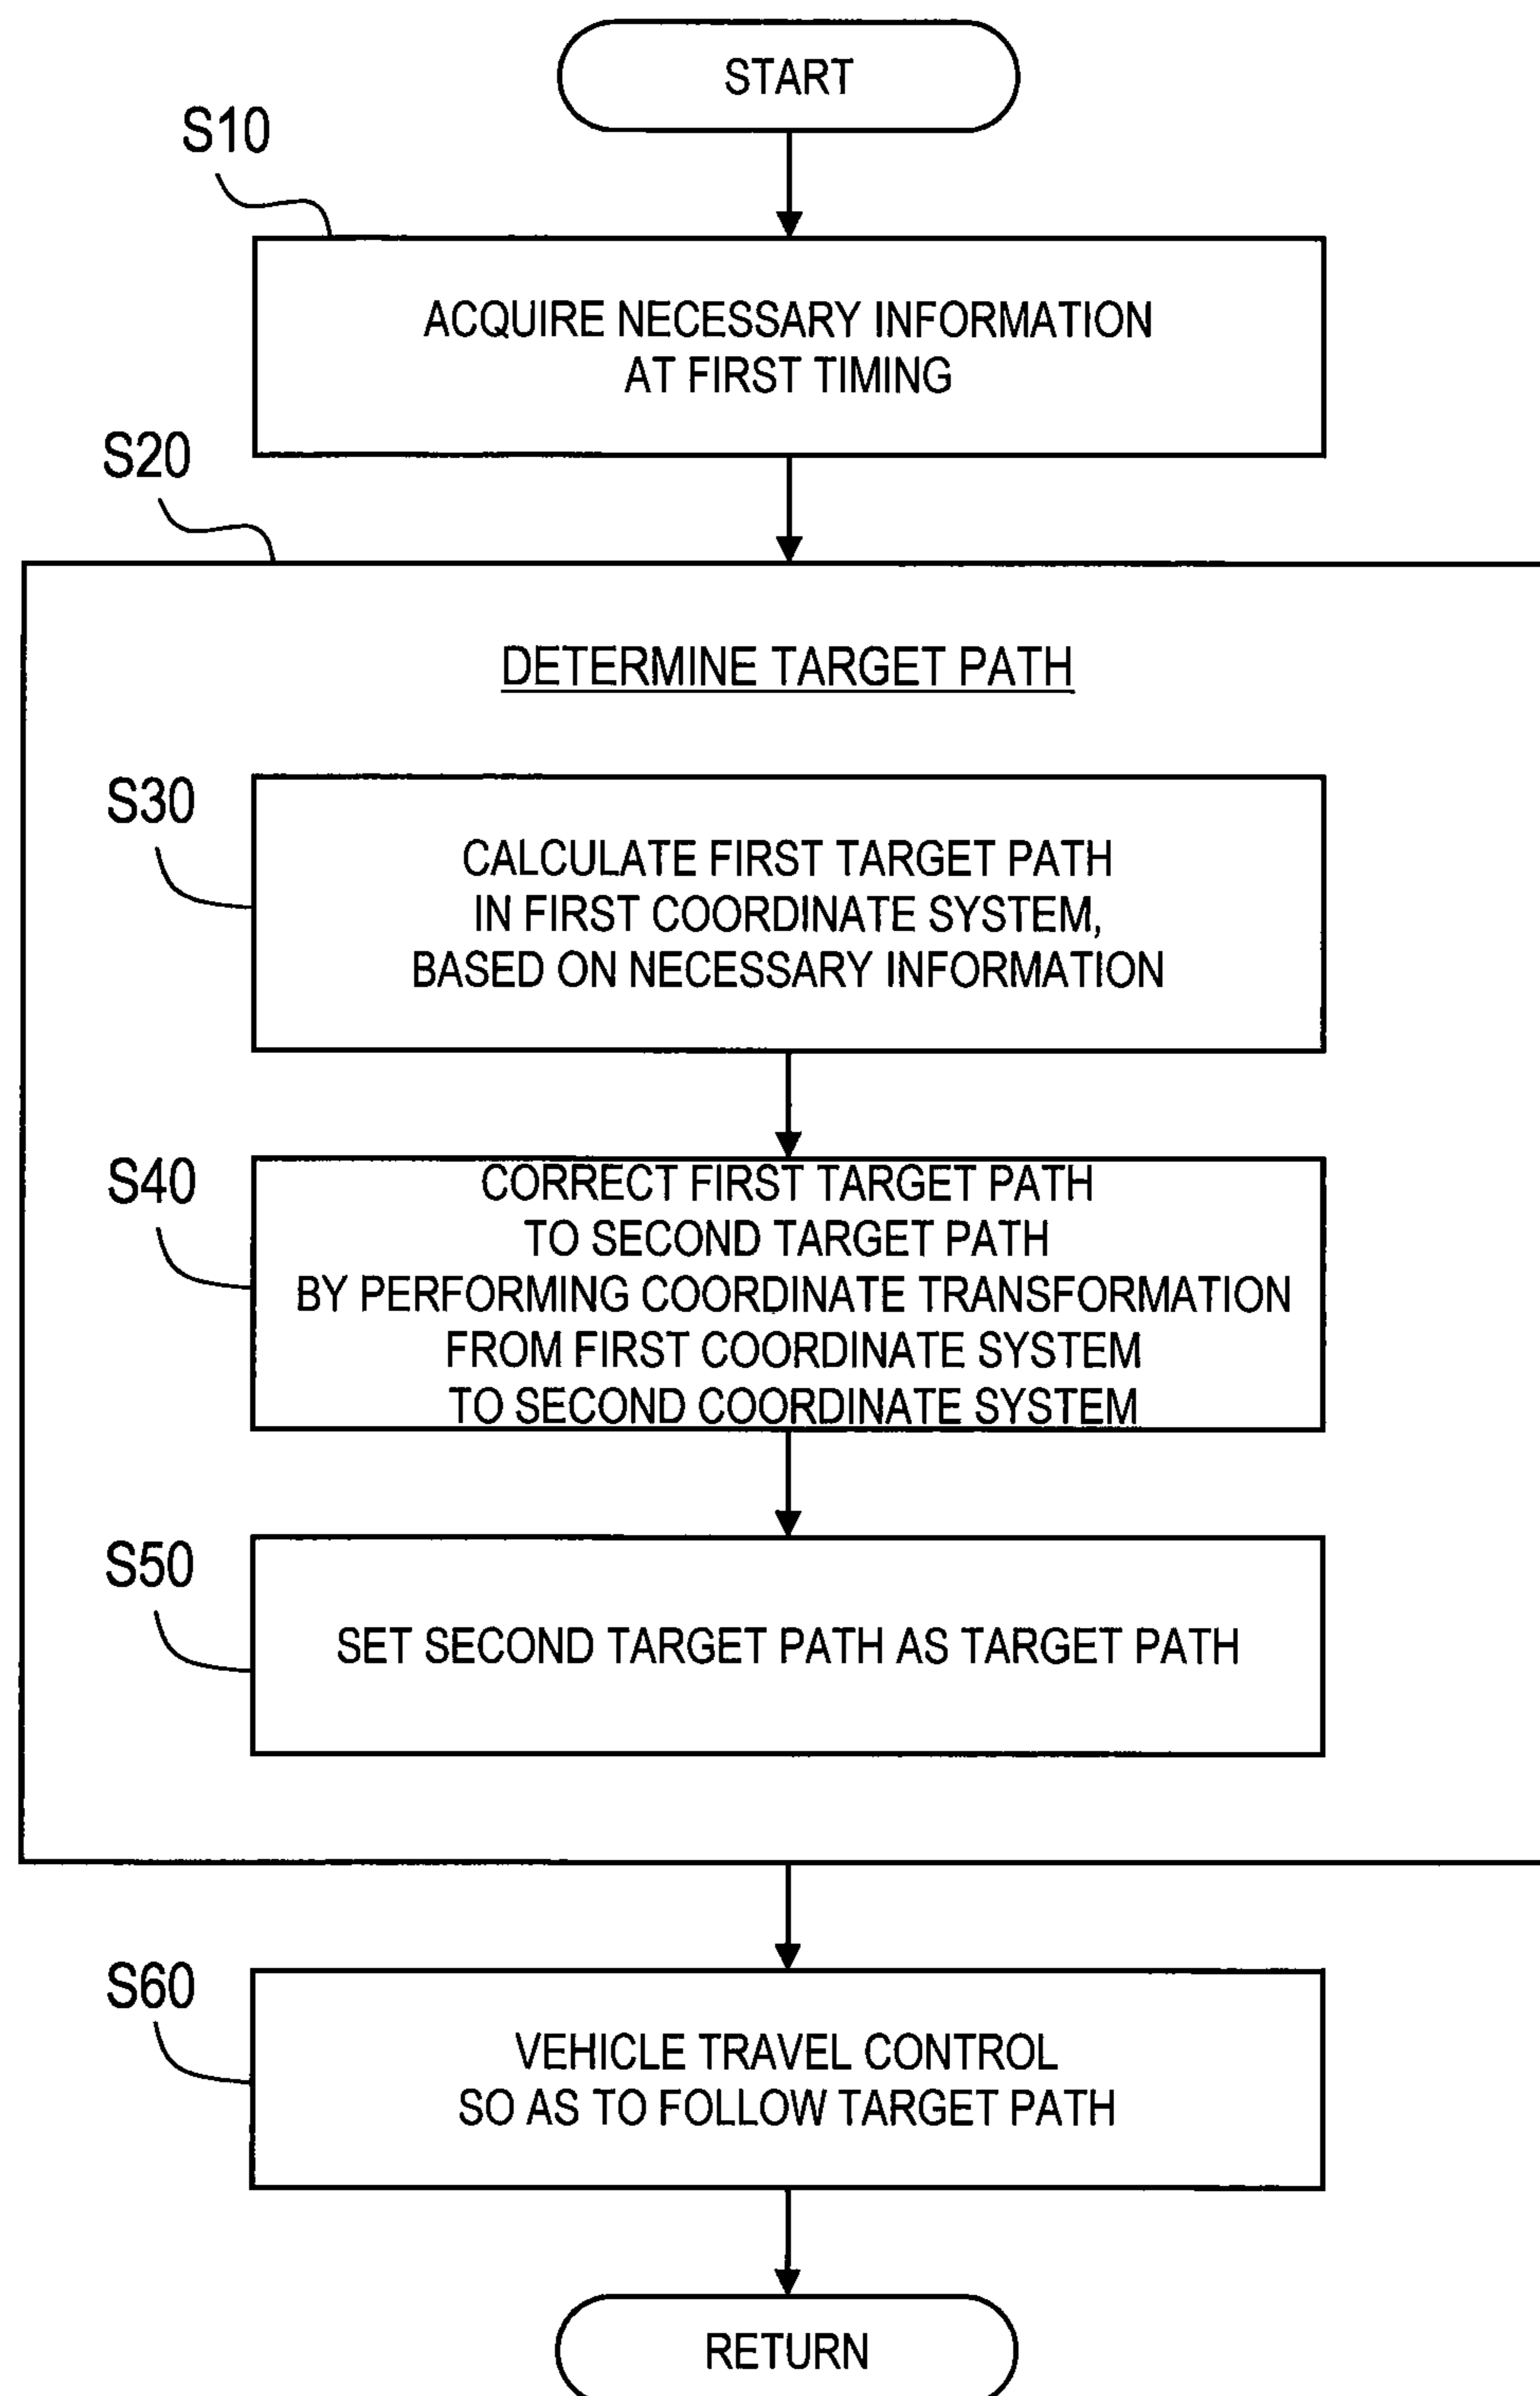 START
S10
ACQUIRE NECESSARY INFORMATION
AT FIRST TIMING
S20
DETERMINE TARGET PATH
S30
CALCULATE FIRST TARGET PATH
IN FIRST COORDINATE SYSTEM,
BASED ON NECESSARY INFORMATION
S40
CORRECT FIRST TARGET PATH
TO SECOND TARGET PATH
BY PERFORMING COORDINATE TRANSFORMATION
FROM FIRST COORDINATE SYSTEM
TO SECOND COORDINATE SYSTEM
S50
SET SECOND TARGET PATH AS TARGET PATH
S60
VEHICLE TRAVEL CONTROL
SO AS TO FOLLOW TARGET PATH
RETURN